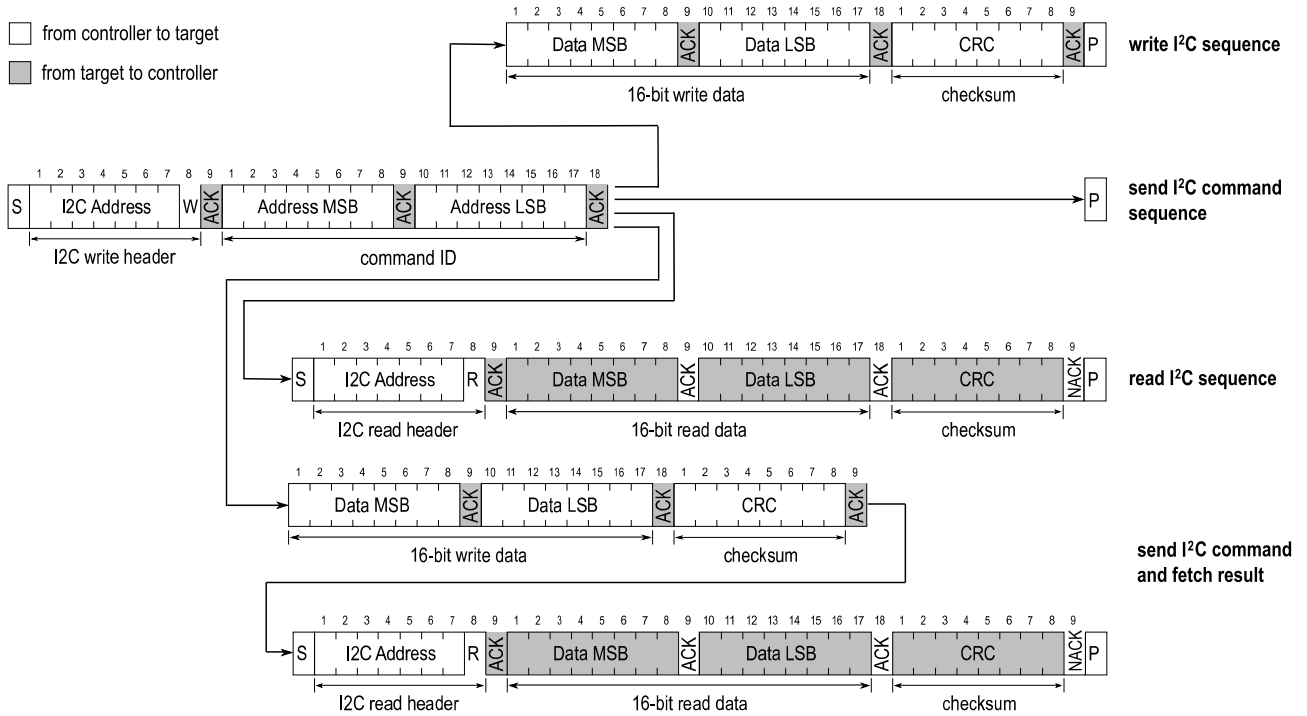 1 2 3 4 5 6 7 8 9 10 11 12 13 14 15 16 17 18 1 2 3 4 5 6 7 8 9
from controller to target
Data MSB ACK Data LSB ACK CRC ACK P
write I²C sequence
from target to controller
16-bit write data checksum
1 2 3 4 5 6 7 8 9 1 2 3 4 5 6 7 8 9 10 11 12 13 14 15 16 17 18
S I2C Address W ACK Address MSB ACK Address LSB ACK
P
send I²C command
sequence
I2C write header command ID
1 2 3 4 5 6 7 8 9 1 2 3 4 5 6 7 8 9 10 11 12 13 14 15 16 17 18 1 2 3 4 5 6 7 8 9
S I2C Address R ACK Data MSB ACK Data LSB ACK CRC NACK P
read I²C sequence
I2C read header 16-bit read data checksum
1 2 3 4 5 6 7 8 9 10 11 12 13 14 15 16 17 18 1 2 3 4 5 6 7 8 9
Data MSB ACK Data LSB ACK CRC ACK
16-bit write data checksum
send I²C command
and fetch result
1 2 3 4 5 6 7 8 9 1 2 3 4 5 6 7 8 9 10 11 12 13 14 15 16 17 18 1 2 3 4 5 6 7 8 9
S I2C Address R ACK Data MSB ACK Data LSB ACK CRC NACK P
I2C read header 16-bit read data checksum